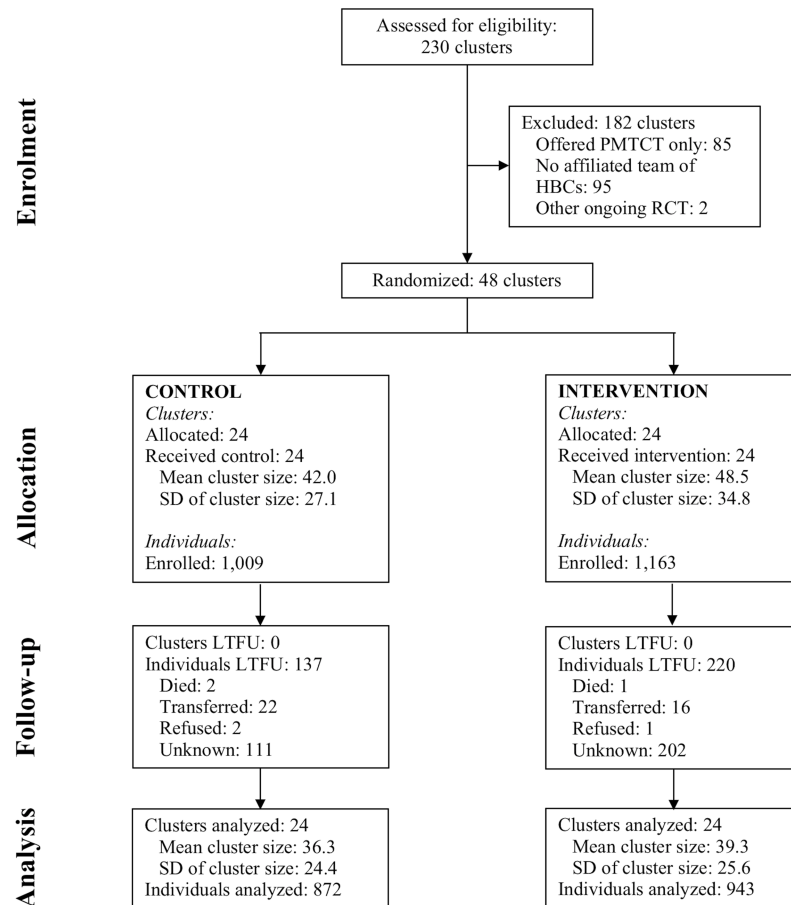 Assessed for eligibility:
230 clusters
Enrolment
Excluded: 182 clusters
Offered PMTCT only: 85
No affiliated team of
HBCs: 95
Other ongoing RCT: 2
Randomized: 48 clusters
Allocation
CONTROL
Clusters:
Allocated: 24
Received control: 24
Mean cluster size: 42.0
SD of cluster size: 27.1
Individuals:
Enrolled: 1,009
INTERVENTION
Clusters:
Allocated: 24
Received intervention: 24
Mean cluster size: 48.5
SD of cluster size: 34.8
Individuals:
Enrolled: 1,163
Follow-up
Clusters LTFU: 0
Individuals LTFU: 137
Died: 2
Transferred: 22
Refused: 2
Unknown: 111
Clusters LTFU: 0
Individuals LTFU: 220
Died: 1
Transferred: 16
Refused: 1
Unknown: 202
Analysis
Clusters analyzed: 24
Mean cluster size: 36.3
SD of cluster size: 24.4
Individuals analyzed: 872
Clusters analyzed: 24
Mean cluster size: 39.3
SD of cluster size: 25.6
Individuals analyzed: 943